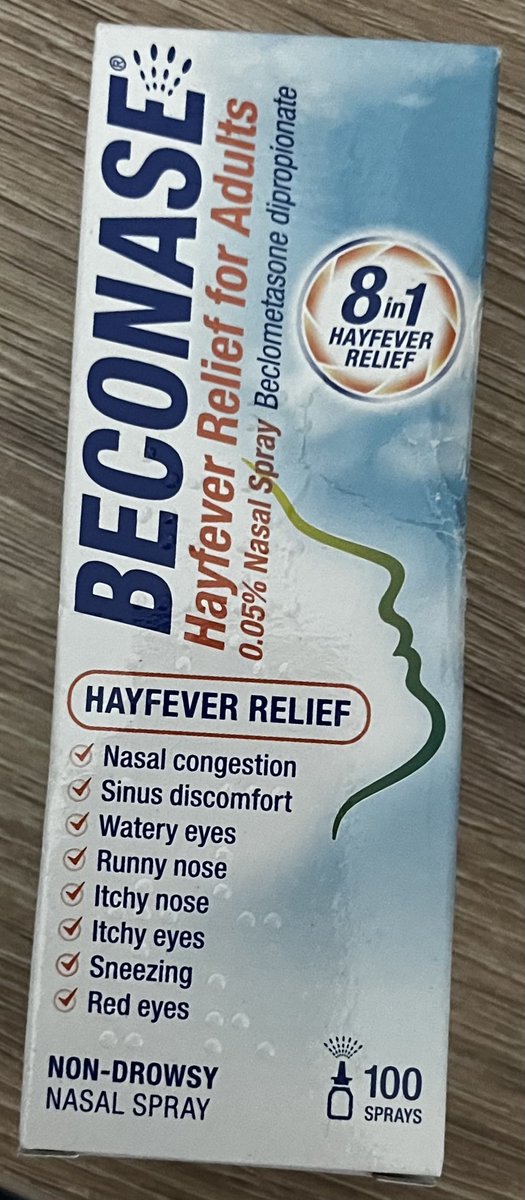 BECONASE®
Hayfever Relief for Adults
0.05% Nasal Spray Beclometasone dipropionate
8 in 1
HAYFEVER
RELIEF
HAYFEVER RELIEF
Nasal congestion
Sinus discomfort
Watery eyes
Runny nose
Itchy nose
Itchy eyes
Sneezing
Red eyes
NON-DROWSY
NASAL SPRAY
100
SPRAYS